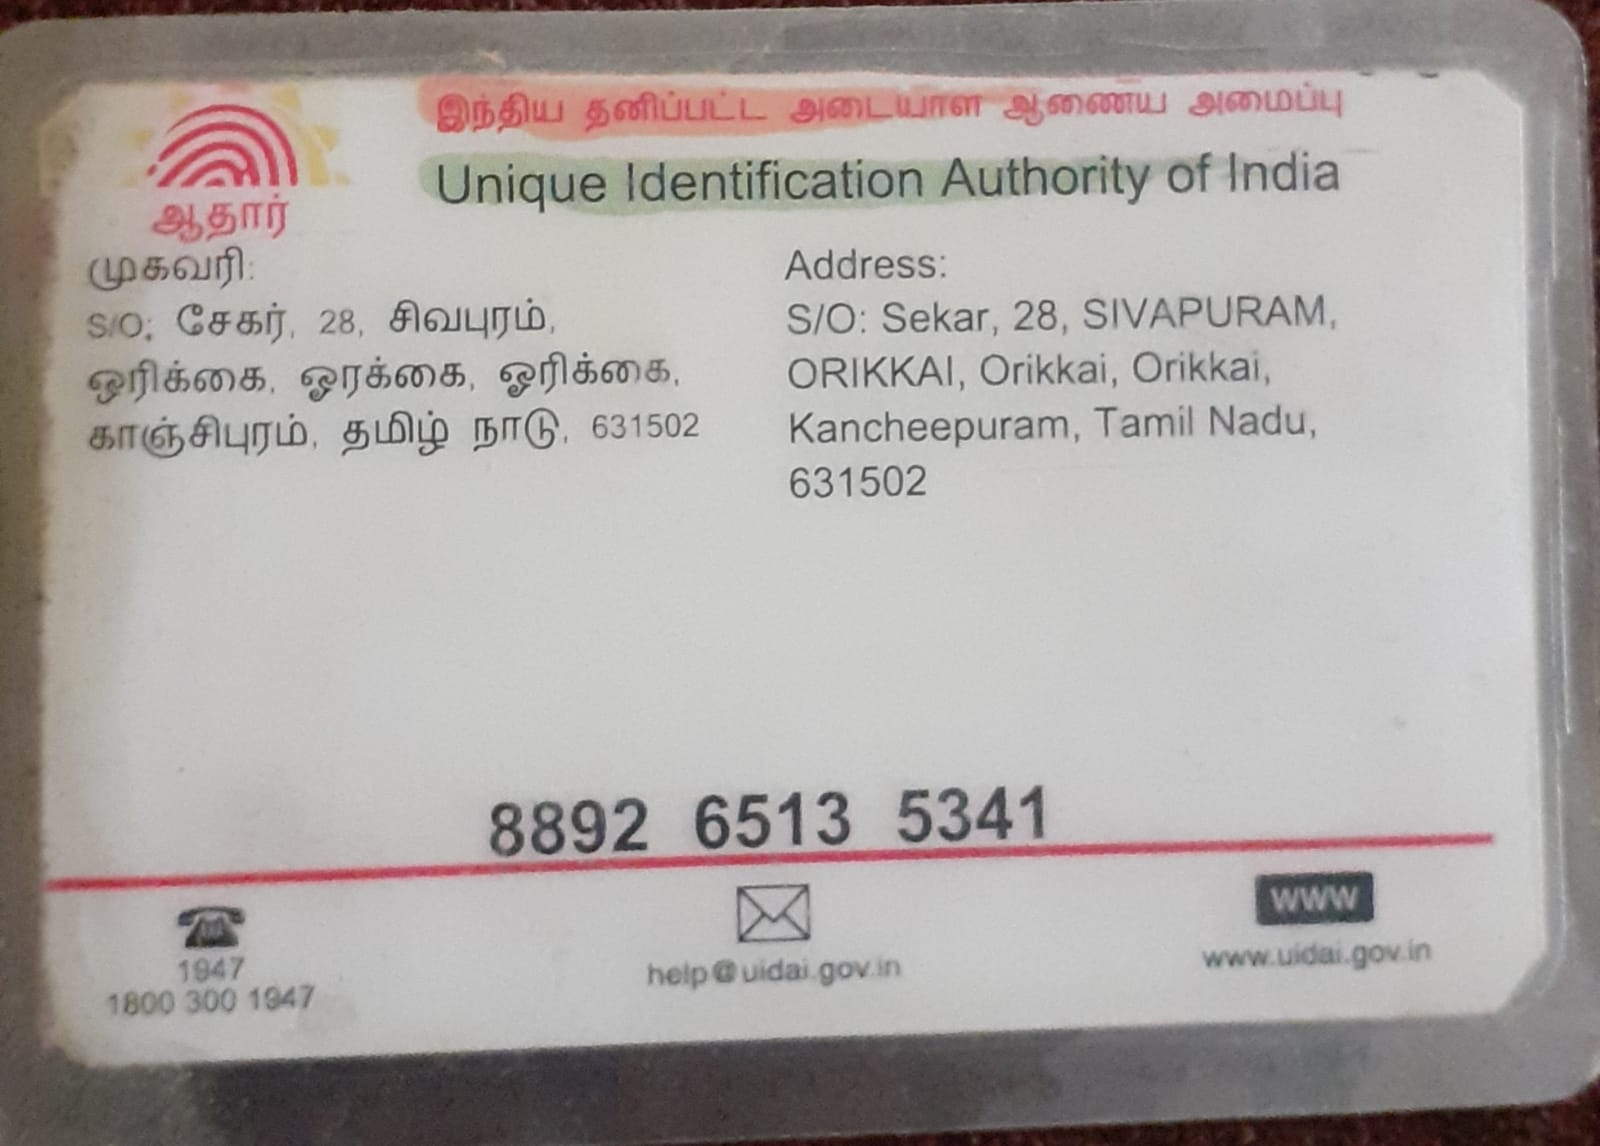 இந்திய தனிப்பட்ட அடையாள ஆணைய அமைப்பு
Unique Identification Authority of India
ஆதார்
முகவரி:
S/O: சேகர், 28, சிவபுரம்,
ஓரிக்கை, ஓரக்கை, ஓரிக்கை,
காஞ்சிபுரம், தமிழ் நாடு, 631502
Address:
S/O: Sekar, 28, SIVAPURAM,
ORIKKAI, Orikkai, Orikkai,
Kancheepuram, Tamil Nadu,
631502
8892 6513 5341
1947
1800 300 1947
help@uidai.gov.in
www
www.uidai.gov.in